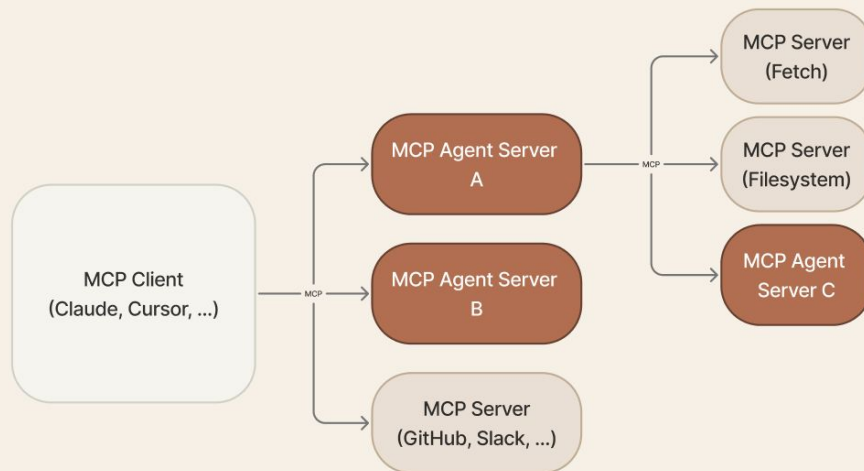 MCP Client
(Claude, Cursor, ...)
MCP
MCP Agent Server
A
MCP Agent Server
B
MCP Server
(GitHub, Slack, ...)
MCP
MCP Server
(Fetch)
MCP Server
(Filesystem)
MCP Agent
Server C